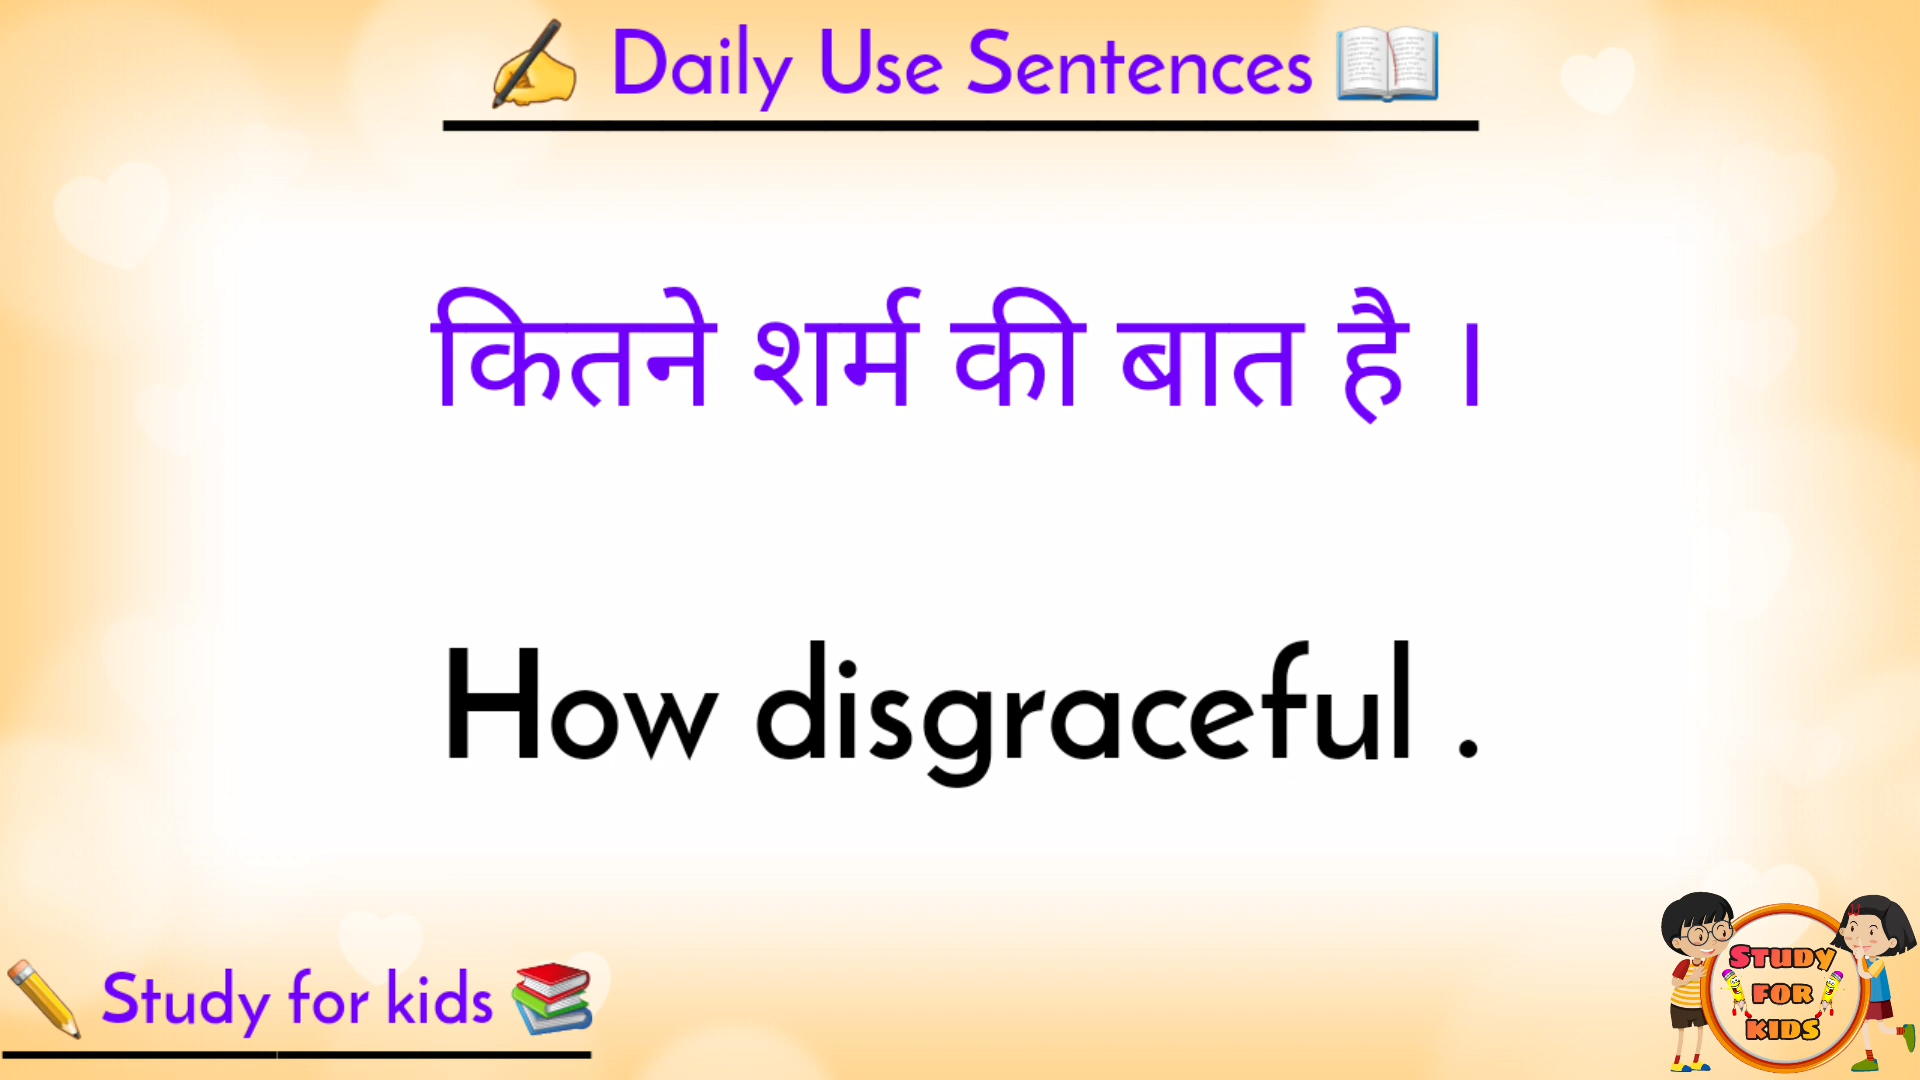 ✍️ Daily Use Sentences 📖
कितने शर्म की बात है ।
How disgraceful .
✏️ Study for kids 📚
STUDY
FOR
KIDS